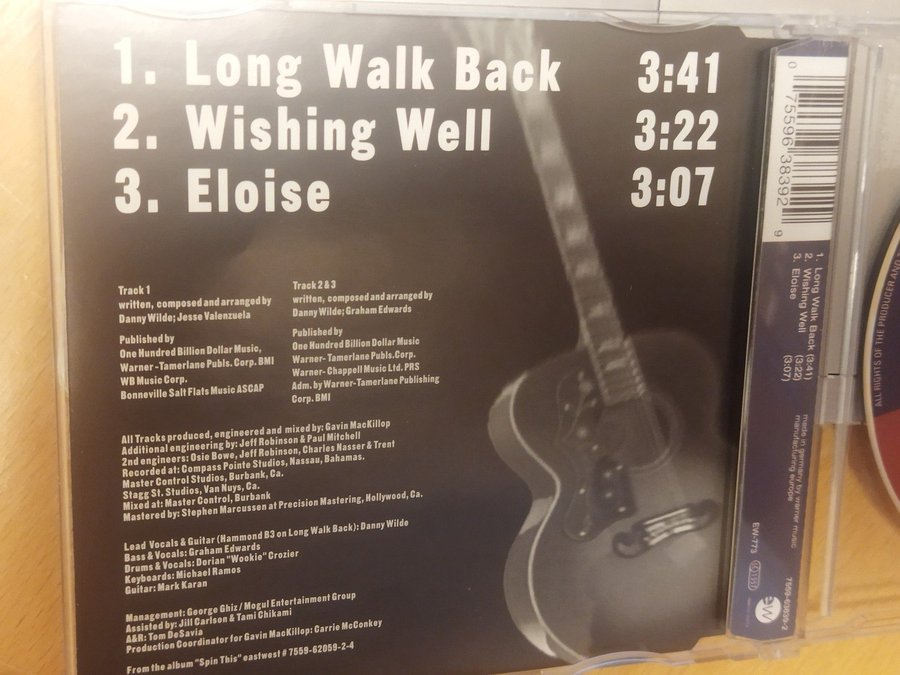 1. Long Walk Back 3:41
2. Wishing Well 3:22
3. Eloise 3:07
Track 1
written, composed and arranged by
Danny Wilde; Jesse Valenzuela
Published by
One Hundred Billion Dollar Music,
Warner-Tamerlane Publs. Corp. BMI
WB Music Corp.
Bonneville Salt Flats Music ASCAP
Track 2 & 3
written, composed and arranged by
Danny Wilde; Graham Edwards
Published by
One Hundred Billion Dollar Music
Warner-Tamerlane Publs.Corp.
Warner-Chappell Music Ltd. PRS
Adm. by Warner-Tamerlane Publishing
Corp. BMI
All Tracks produced, engineered and mixed by: Gavin MacKillop
Additional engineering by: Jeff Robinson & Paul Mitchell
2nd engineers: Osie Bowe, Jeff Robinson, Charles Nasser & Trent
Recorded at: Compass Pointe Studios, Nassau, Bahamas.
Master Control Studios, Burbank, Ca.
Stagg St. Studios, Van Nuys, Ca.
Mixed at: Master Control, Burbank
Mastered by: Stephen Marcussen at Precision Mastering, Hollywood, Ca.
Lead Vocals & Guitar (Hammond B3 on Long Walk Back): Danny Wilde
Bass & Vocals: Graham Edwards
Drums & Vocals: Dorian "Wookie" Crozier
Keyboards: Michael Ramos
Guitar: Mark Karan
Management: George Ghiz / Mogul Entertainment Group
Assisted by: Jill Carlson & Tami Chikami
A&R: Tom DeSavia
Production Coordinator for Gavin MacKillop: Carrie McConkey
From the album "Spin This" eastwest # 7559-62059-2-4
0 75596 38392 9
1. Long Walk Back (3:41)
2. Wishing Well (3:22)
3. Eloise (3:07)
made in germany by warner music
manufacturing europe
EW-773
7559-63839-2
ew
ALL RIGHTS OF THE PRODUCER AND